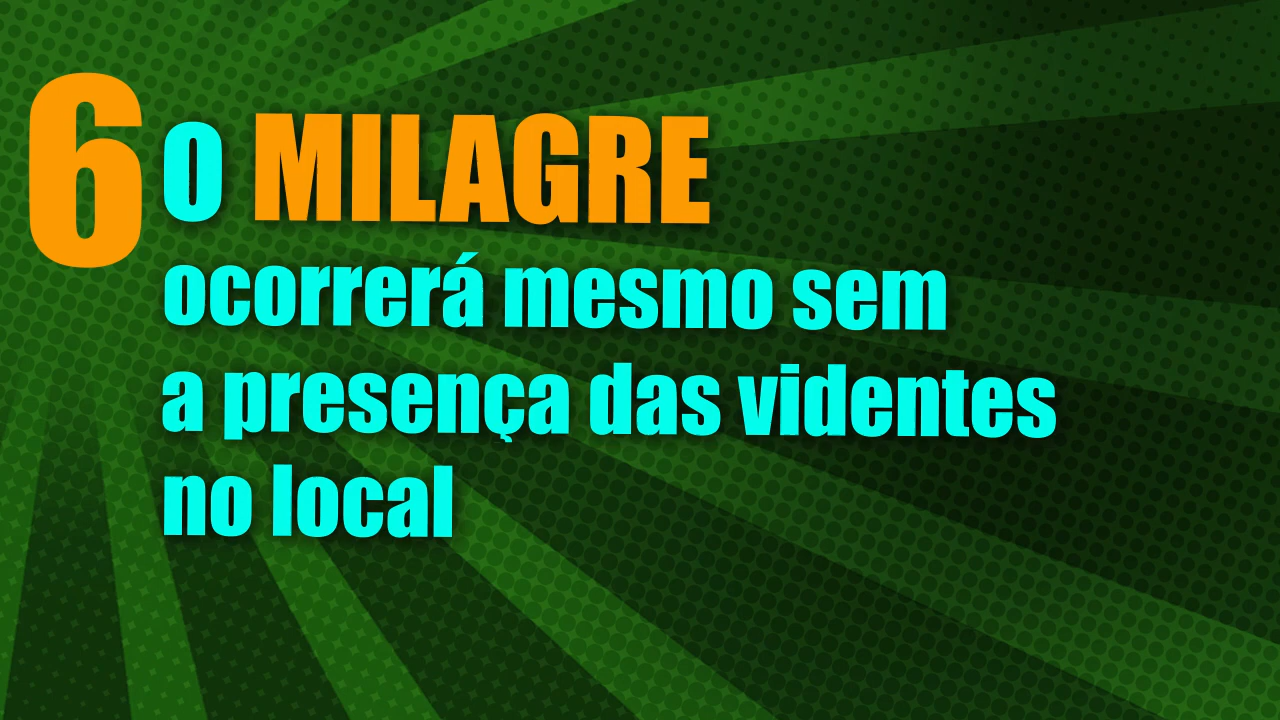 6 O MILAGRE
ocorrerá mesmo sem
a presença das videntes
no local